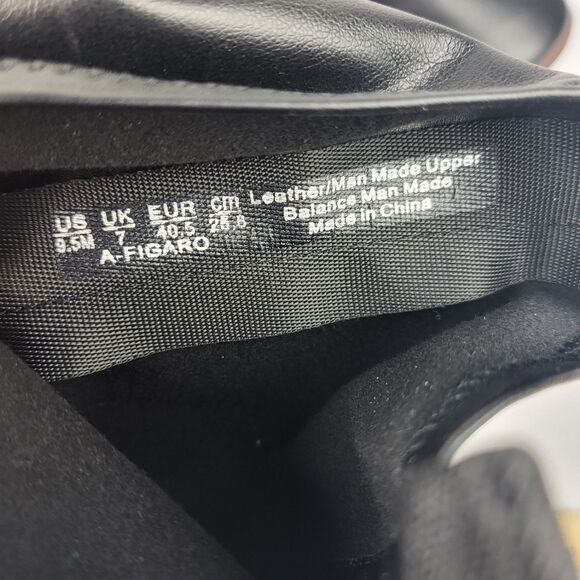 US UK EUR cm
9.5M 7 40.5 26.8
A-FIGARO
Leather/Man Made Upper
Balance Man Made
Made in China